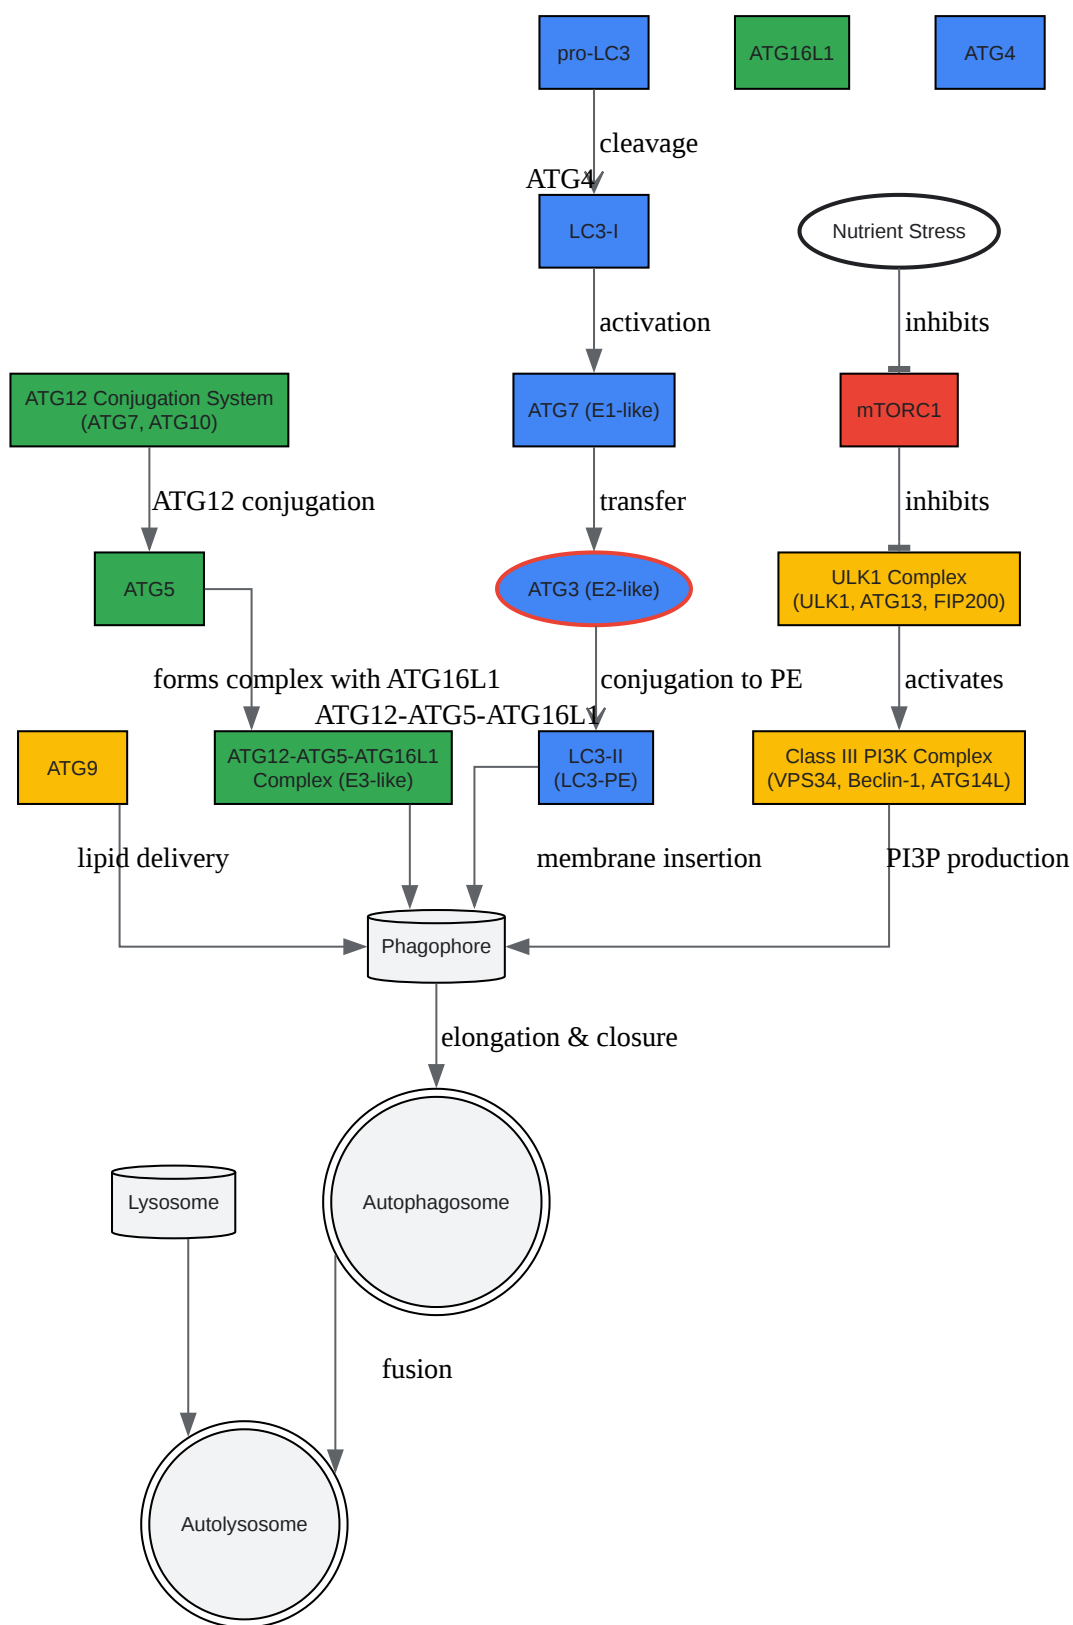 pro-LC3
ATG16L1
ATG4
cleavage
ATG4
LC3-I
Nutrient Stress
activation
inhibits
ATG12 Conjugation System
(ATG7, ATG10)
ATG7 (E1-like)
mTORC1
ATG12 conjugation
transfer
inhibits
ATG5
ATG3 (E2-like)
ULK1 Complex
(ULK1, ATG13, FIP200)
forms complex with ATG16L1
conjugation to PE
activates
ATG12-ATG5-ATG16L1
ATG9
ATG12-ATG5-ATG16L1
Complex (E3-like)
LC3-II
(LC3-PE)
Class III PI3K Complex
(VPS34, Beclin-1, ATG14L)
lipid delivery
membrane insertion
PI3P production
Phagophore
elongation & closure
Lysosome
Autophagosome
fusion
Autolysosome